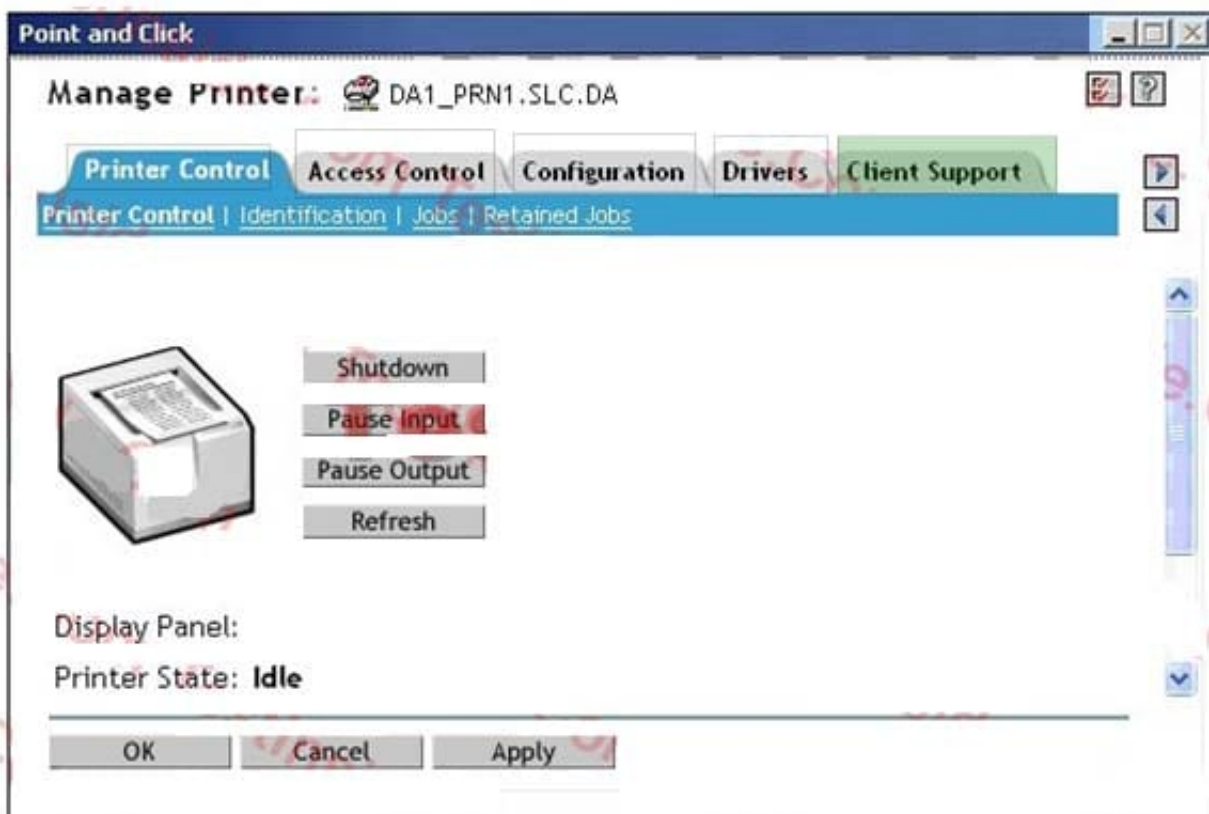 Point and Click
Manage Printer: DA1_PRN1.SLC.DA
Printer Control Access Control Configuration Drivers Client Support
Printer Control | Identification | Jobs | Retained Jobs
Shutdown
Pause Input
Pause Output
Refresh
Display Panel:
Printer State: Idle
OK Cancel Apply